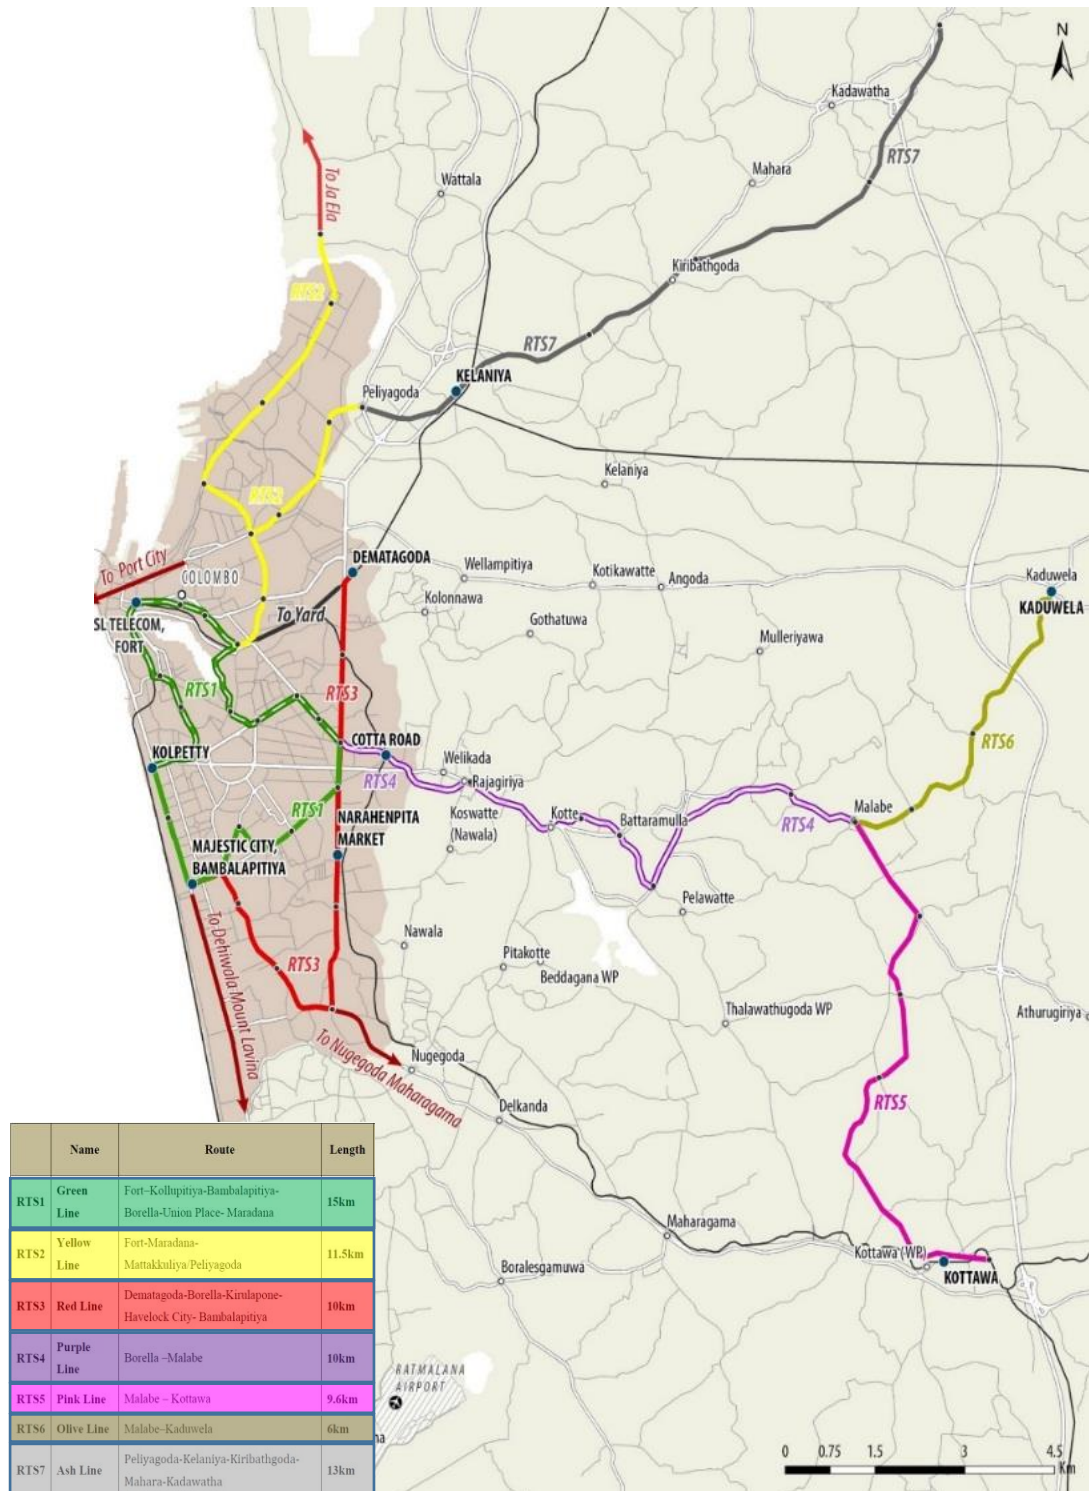 N
Kadawatha
RTS7
Mahara
Wattala
To Ja Ela
Kiribathgoda
RTS2
RTS7
KELANIYA
Peliyagoda
Kelaniya
RTS2
To Port City
DEMATAGODA
Wellampitiya
Kotikawatte
Angoda
Kaduwela
KADUWELA
COLOMBO
SL TELECOM,
FORT
To Yard
Kolonnawa
Gothatuwa
Mulleriyawa
RTS1
RTS3
COTTA ROAD
RTS6
KOLPETTY
RTS4
Welikada
Rajagiriya
RTS1
NARAHENPITA
MARKET
Koswatte
(Nawala)
Kotte
Battaramulla
RTS4
Malabe
MAJESTIC CITY,
BAMBALAPITIYA
Pelawatte
To Dehiwala Mount Lavina
RTS3
Nawala
Pitakotte
Beddagana WP
Thalawathugoda WP
Athurugiriya
To Nugegoda Maharagama
Nugegoda
Delkanda
RTS5
Maharagama
Kottawa (WP)
KOTTAWA
Boralesgamuwa
RATMALANA
AIRPORT
na
0 0.75 1.5 3 4.5
Km
Name Route Length
RTS1 Green Line Fort–Kollupitiya-Bambalapitiya-
Borella-Union Place- Maradana 15km
RTS2 Yellow Line Fort-Maradana-
Mattakkuliya/Peliyagoda 11.5km
RTS3 Red Line Dematagoda-Borella-Kirulapone-
Havelock City- Bambalapitiya 10km
RTS4 Purple Line Borella –Malabe 10km
RTS5 Pink Line Malabe – Kottawa 9.6km
RTS6 Olive Line Malabe–Kaduwela 6km
RTS7 Ash Line Peliyagoda-Kelaniya-Kiribathgoda-
Mahara-Kadawatha 13km